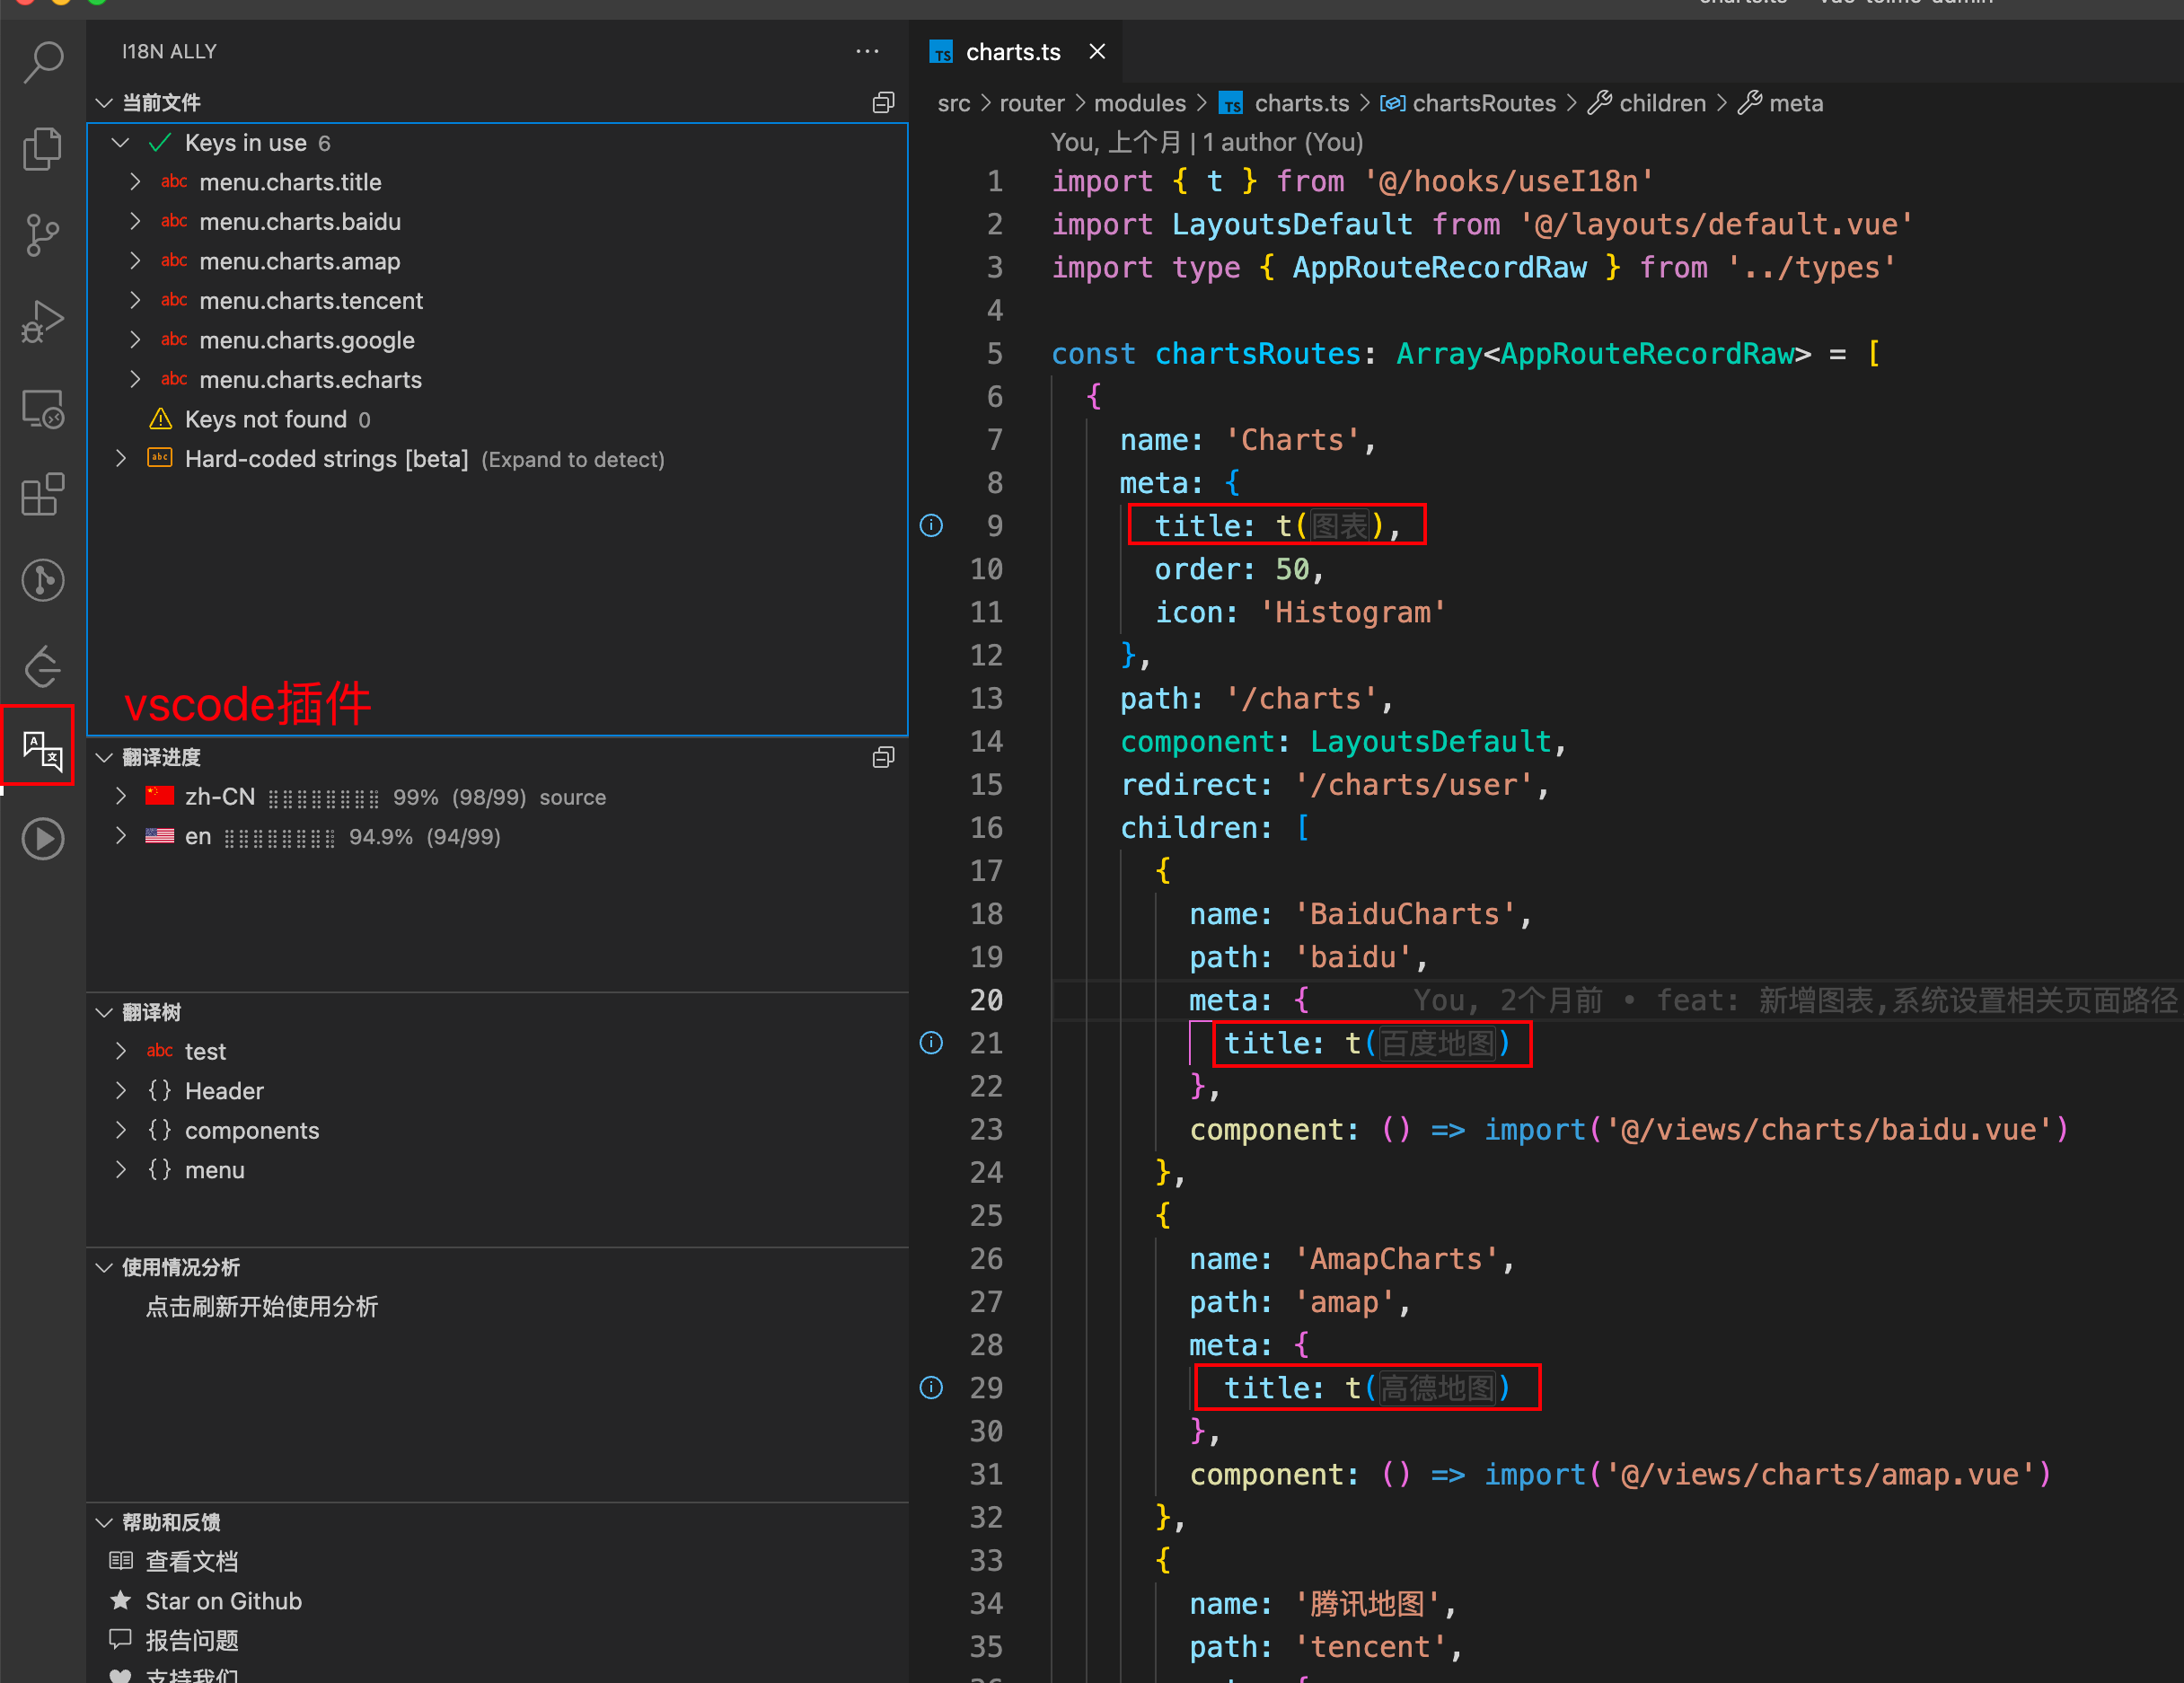 I18N ALLY
当前文件
Keys in use 6
abc menu.charts.title
abc menu.charts.baidu
abc menu.charts.amap
abc menu.charts.tencent
abc menu.charts.google
abc menu.charts.echarts
Keys not found 0
abc Hard-coded strings [beta] (Expand to detect)
vscode插件
翻译进度
zh-CN 99% (98/99) source
en 94.9% (94/99)
翻译树
abc test
{} Header
{} components
{} menu
使用情况分析
点击刷新开始使用分析
帮助和反馈
查看文档
Star on Github
报告问题
支持我们
TS charts.ts
src > router > modules > TS charts.ts > chartsRoutes > children > meta
You, 上个月 | 1 author (You)
1 import { t } from '@/hooks/useI18n'
2 import LayoutsDefault from '@/layouts/default.vue'
3 import type { AppRouteRecordRaw } from '../types'
4
5 const chartsRoutes: Array<AppRouteRecordRaw> = [
6 {
7 name: 'Charts',
8 meta: {
9 title: t(图表),
10 order: 50,
11 icon: 'Histogram'
12 },
13 path: '/charts',
14 component: LayoutsDefault,
15 redirect: '/charts/user',
16 children: [
17 {
18 name: 'BaiduCharts',
19 path: 'baidu',
20 meta: { You, 2个月前 • feat: 新增图表,系统设置相关页面路径
21 title: t(百度地图)
22 },
23 component: () => import('@/views/charts/baidu.vue')
24 },
25 {
26 name: 'AmapCharts',
27 path: 'amap',
28 meta: {
29 title: t(高德地图)
30 },
31 component: () => import('@/views/charts/amap.vue')
32 },
33 {
34 name: '腾讯地图',
35 path: 'tencent',